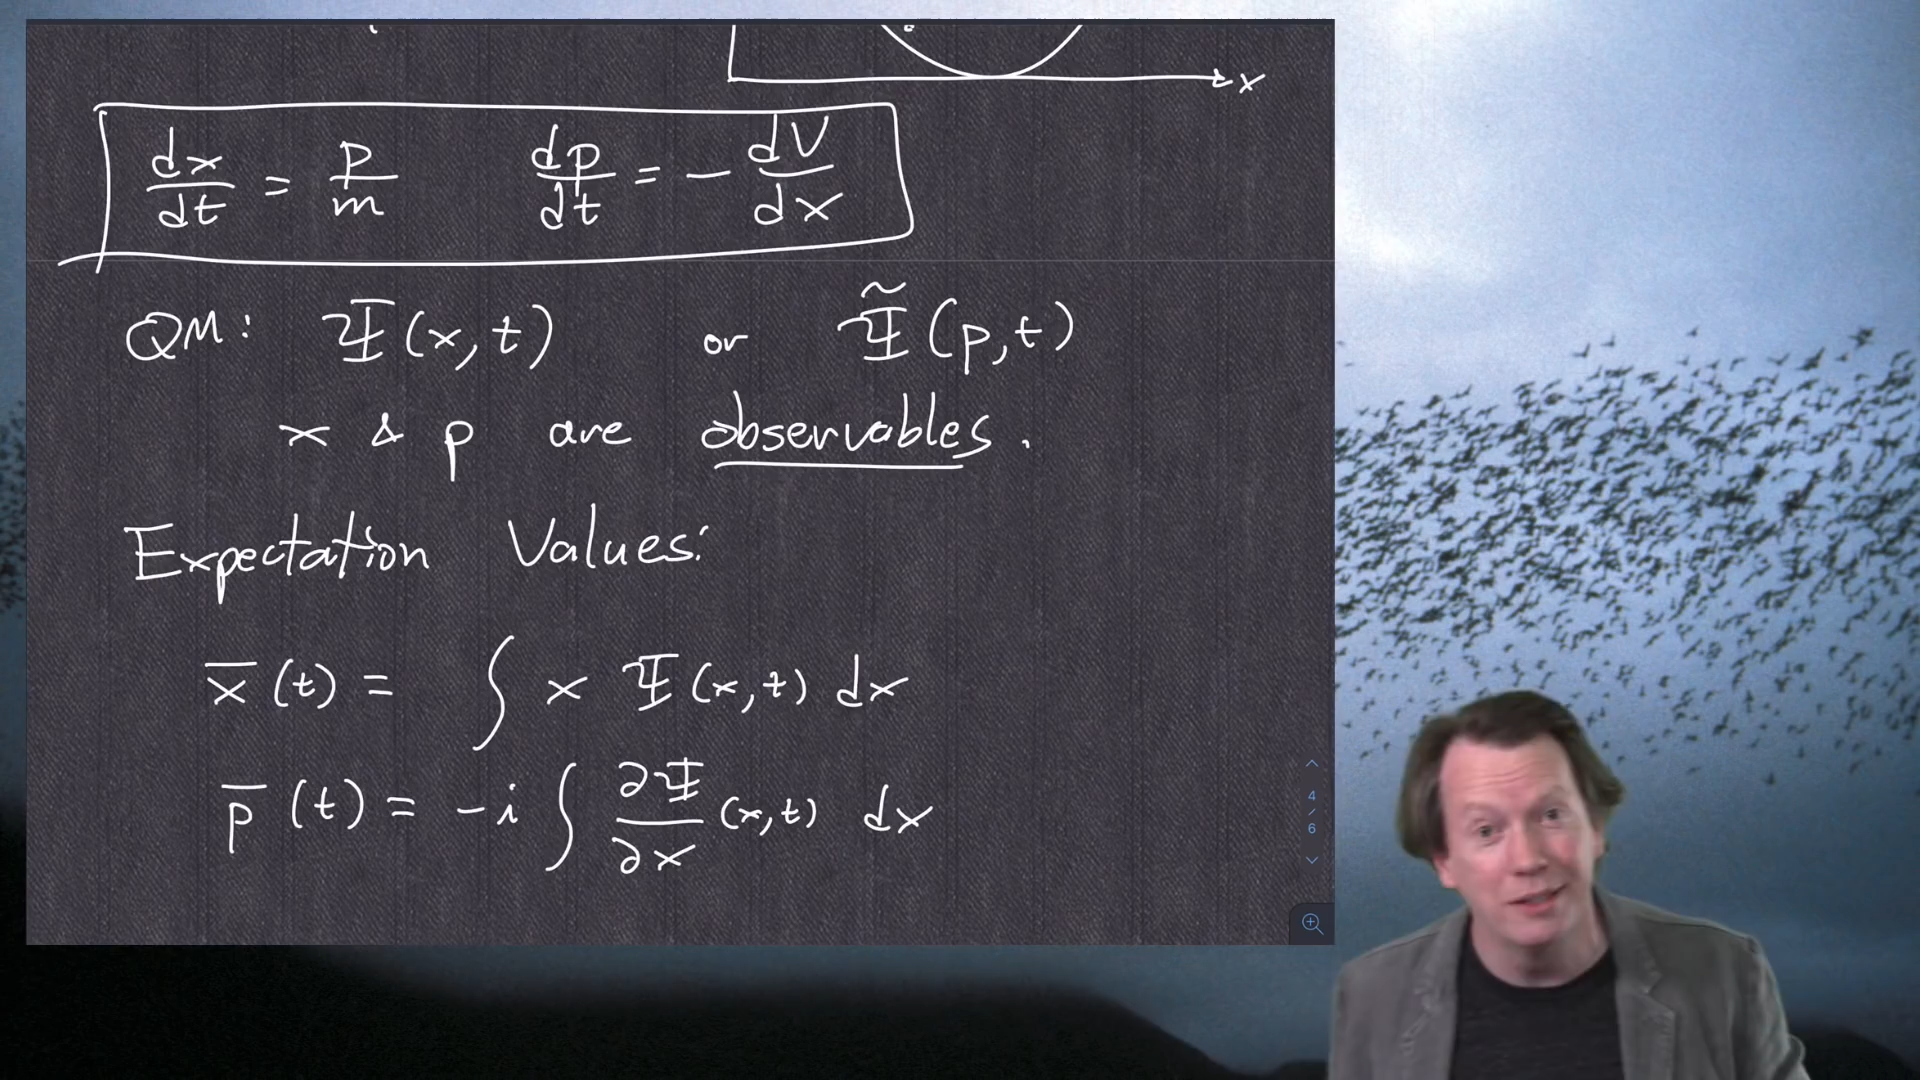 x
dx/dt = p/m dp/dt = - dV/dx
QM: Ψ(x,t) or Ψ̃(p,t)
x & p are observables.
Expectation Values:
x̄(t) = ∫ x Ψ(x,t) dx
p̄(t) = -i ∫ ∂Ψ/∂x (x,t) dx
4
/
6